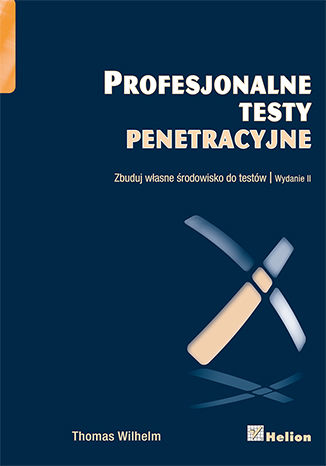 PROFESJONALNE
TESTY
PENETRACYJNE
Zbuduj własne środowisko do testów | Wydanie II
Thomas Wilhelm
Helion